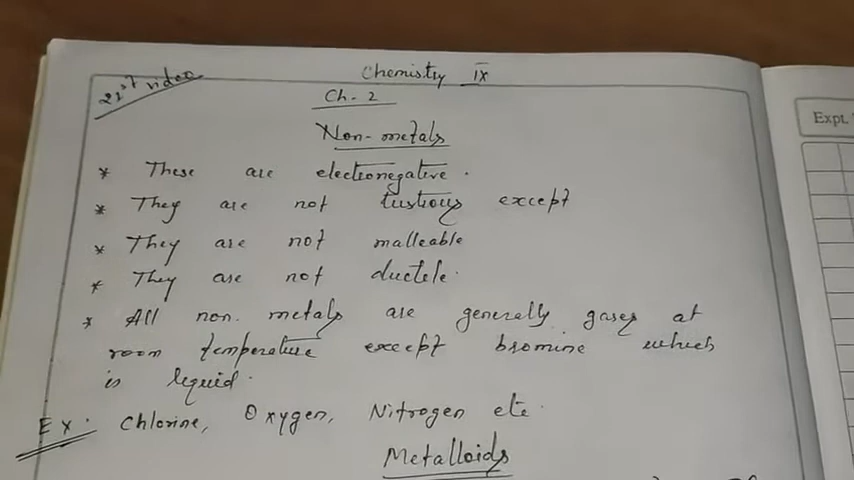 Chemistry IX
21st video
Ch-2
Non-metals
* These are electronegative.
* They are not lustrous except
* They are not malleable
* They are not ductele.
* All non-metals are generally gases at
room temperature except bromine which
is liquid.
Ex. Chlorine, Oxygen, Nitrogen etc.
Metalloids
Expt.